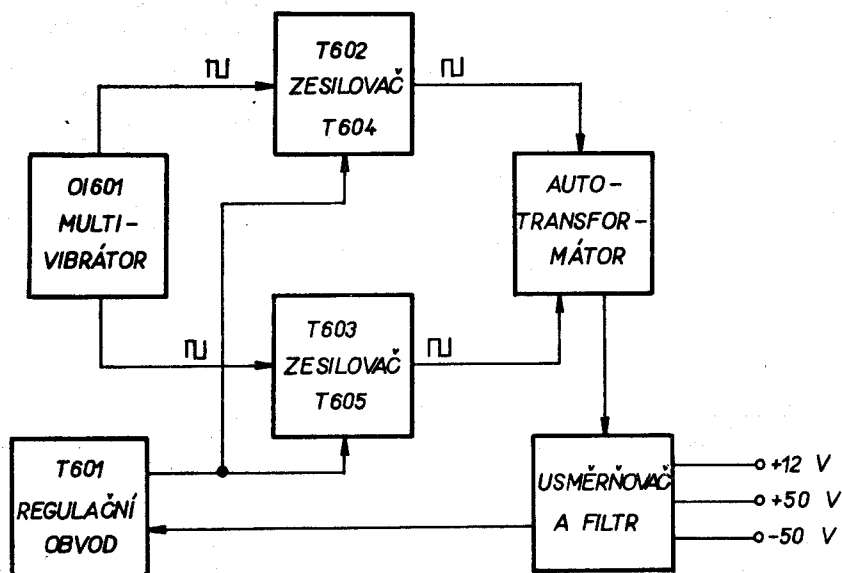 T602
ZESILOVAČ
T604
OI601
MULTI-
VIBRÁTOR
AUTO-
TRANSFOR-
MÁTOR
T603
ZESILOVAČ
T605
T601
REGULAČNÍ
OBVOD
USMĚRŇOVAČ
A FILTR
+12 V
+50 V
-50 V